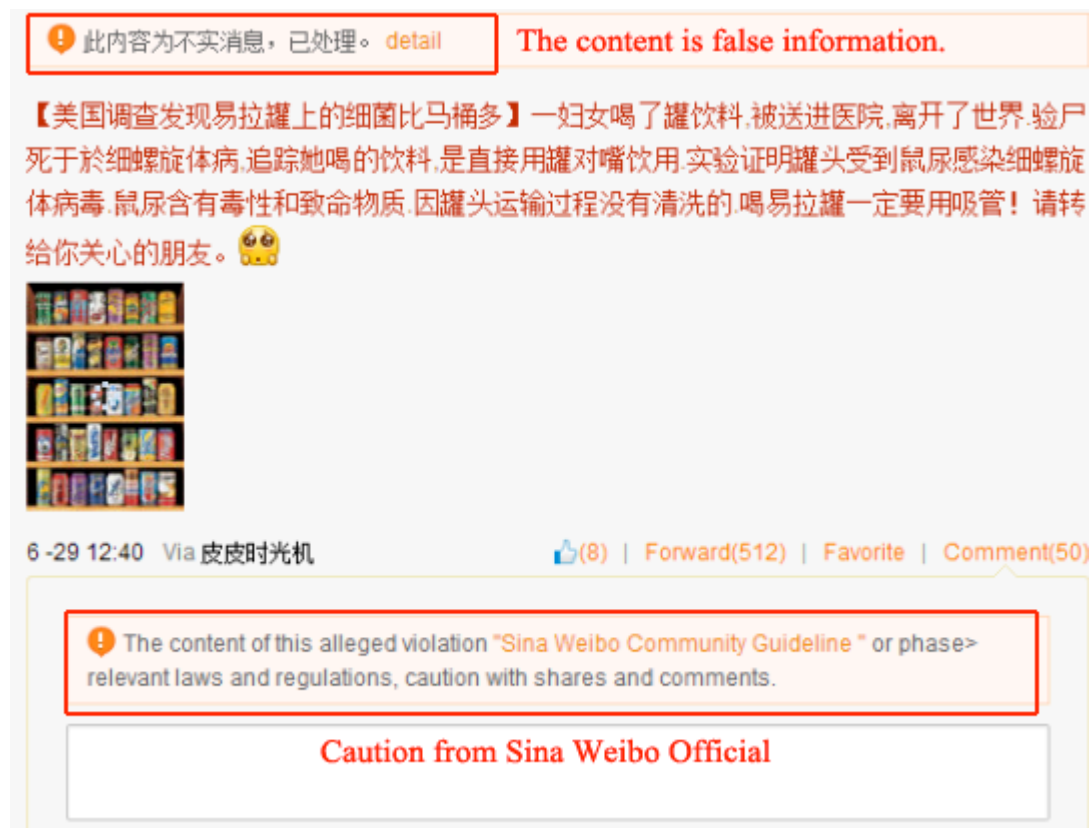 此内容为不实消息，已处理。 detail The content is false information.
【美国调查发现易拉罐上的细菌比马桶多】一妇女喝了罐饮料,被送进医院,离开了世界.验尸
死于於细螺旋体病,追踪她喝的饮料,是直接用罐对嘴饮用.实验证明罐头受到鼠尿感染细螺旋
体病毒.鼠尿含有毒性和致命物质.因罐头运输过程没有清洗的.喝易拉罐一定要用吸管！请转
给你关心的朋友。
6 -29 12:40 Via 皮皮时光机 (8) | Forward(512) | Favorite | Comment(50)
The content of this alleged violation "Sina Weibo Community Guideline " or phase>
relevant laws and regulations, caution with shares and comments.
Caution from Sina Weibo Official